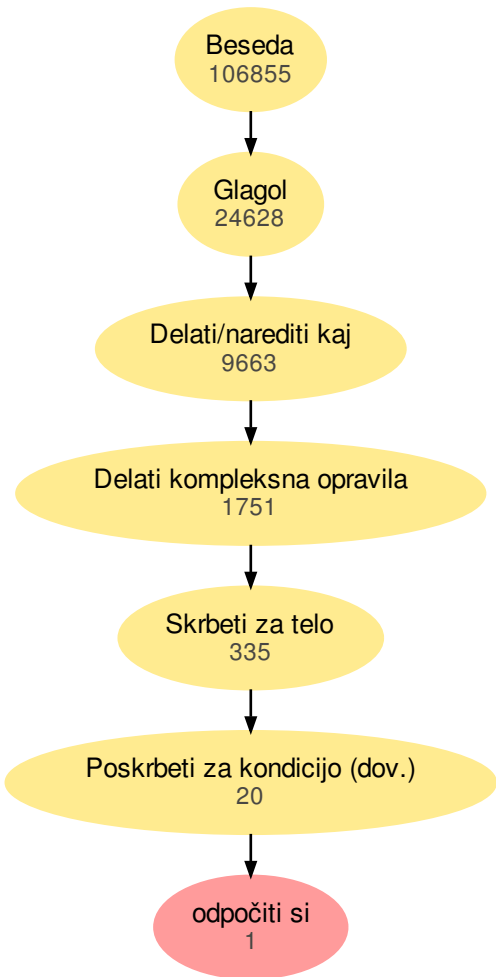 Beseda
106855
Glagol
24628
Delati/narediti kaj
9663
Delati kompleksna opravila
1751
Skrbeti za telo
335
Poskrbeti za kondicijo (dov.)
20
odpočiti si
1